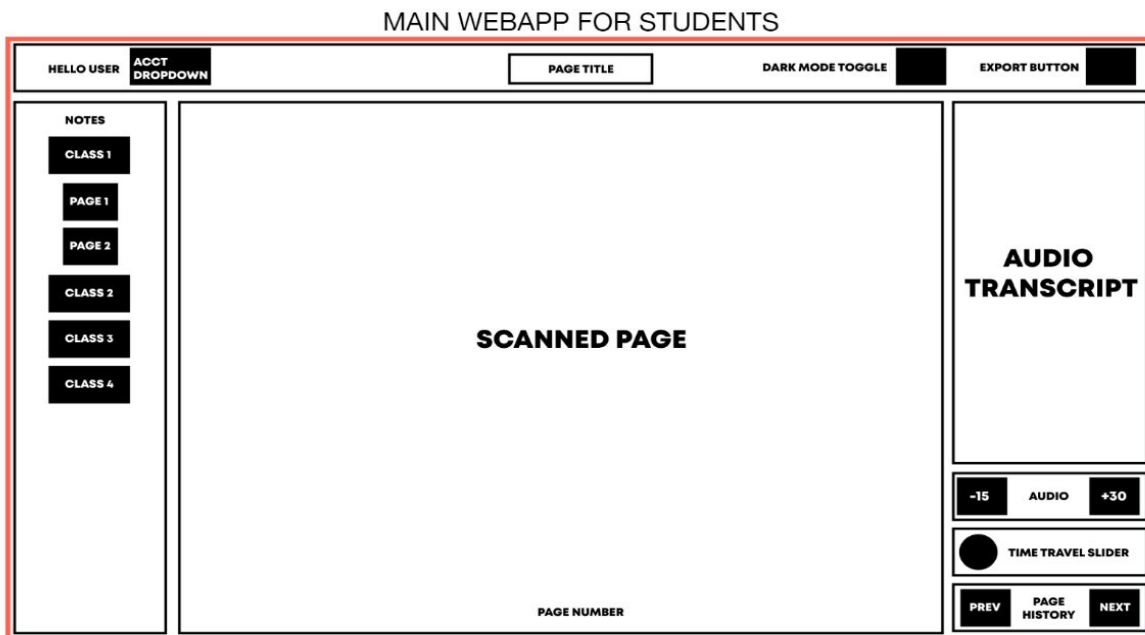 MAIN WEBAPP FOR STUDENTS
HELLO USER
ACCT
DROPDOWN
PAGE TITLE
DARK MODE TOGGLE
EXPORT BUTTON
NOTES
CLASS 1
PAGE 1
PAGE 2
CLASS 2
CLASS 3
CLASS 4
SCANNED PAGE
PAGE NUMBER
AUDIO
TRANSCRIPT
-15
AUDIO
+30
TIME TRAVEL SLIDER
PREV
PAGE
HISTORY
NEXT